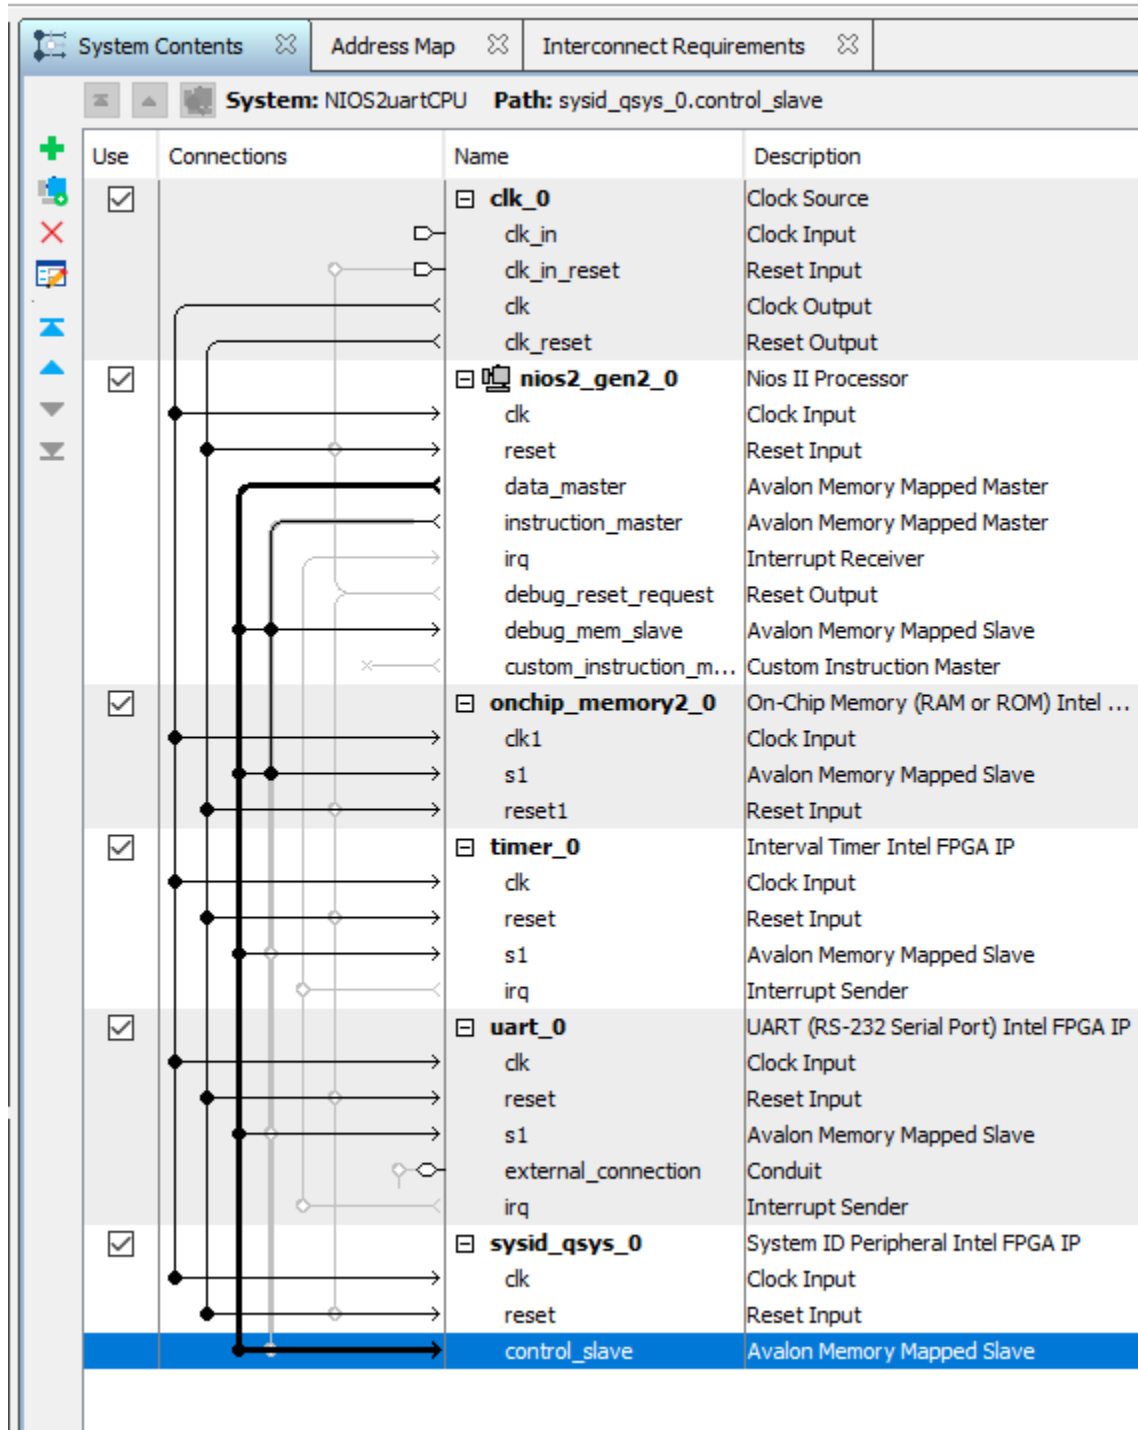 System Contents Address Map Interconnect Requirements
System: NIOS2uartCPU Path: sysid_qsys_0.control_slave
Use Connections Name Description
clk_0 Clock Source
clk_in Clock Input
clk_in_reset Reset Input
clk Clock Output
clk_reset Reset Output
nios2_gen2_0 Nios II Processor
clk Clock Input
reset Reset Input
data_master Avalon Memory Mapped Master
instruction_master Avalon Memory Mapped Master
irq Interrupt Receiver
debug_reset_request Reset Output
debug_mem_slave Avalon Memory Mapped Slave
custom_instruction_m... Custom Instruction Master
onchip_memory2_0 On-Chip Memory (RAM or ROM) Intel ...
clk1 Clock Input
s1 Avalon Memory Mapped Slave
reset1 Reset Input
timer_0 Interval Timer Intel FPGA IP
clk Clock Input
reset Reset Input
s1 Avalon Memory Mapped Slave
irq Interrupt Sender
uart_0 UART (RS-232 Serial Port) Intel FPGA IP
clk Clock Input
reset Reset Input
s1 Avalon Memory Mapped Slave
external_connection Conduit
irq Interrupt Sender
sysid_qsys_0 System ID Peripheral Intel FPGA IP
clk Clock Input
reset Reset Input
control_slave Avalon Memory Mapped Slave